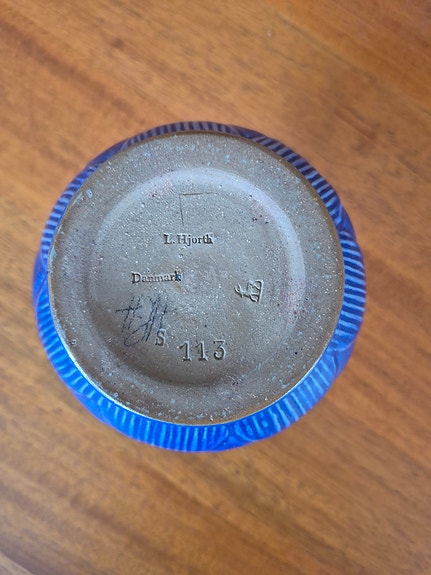 L. Hjorth
Danmark
S 113